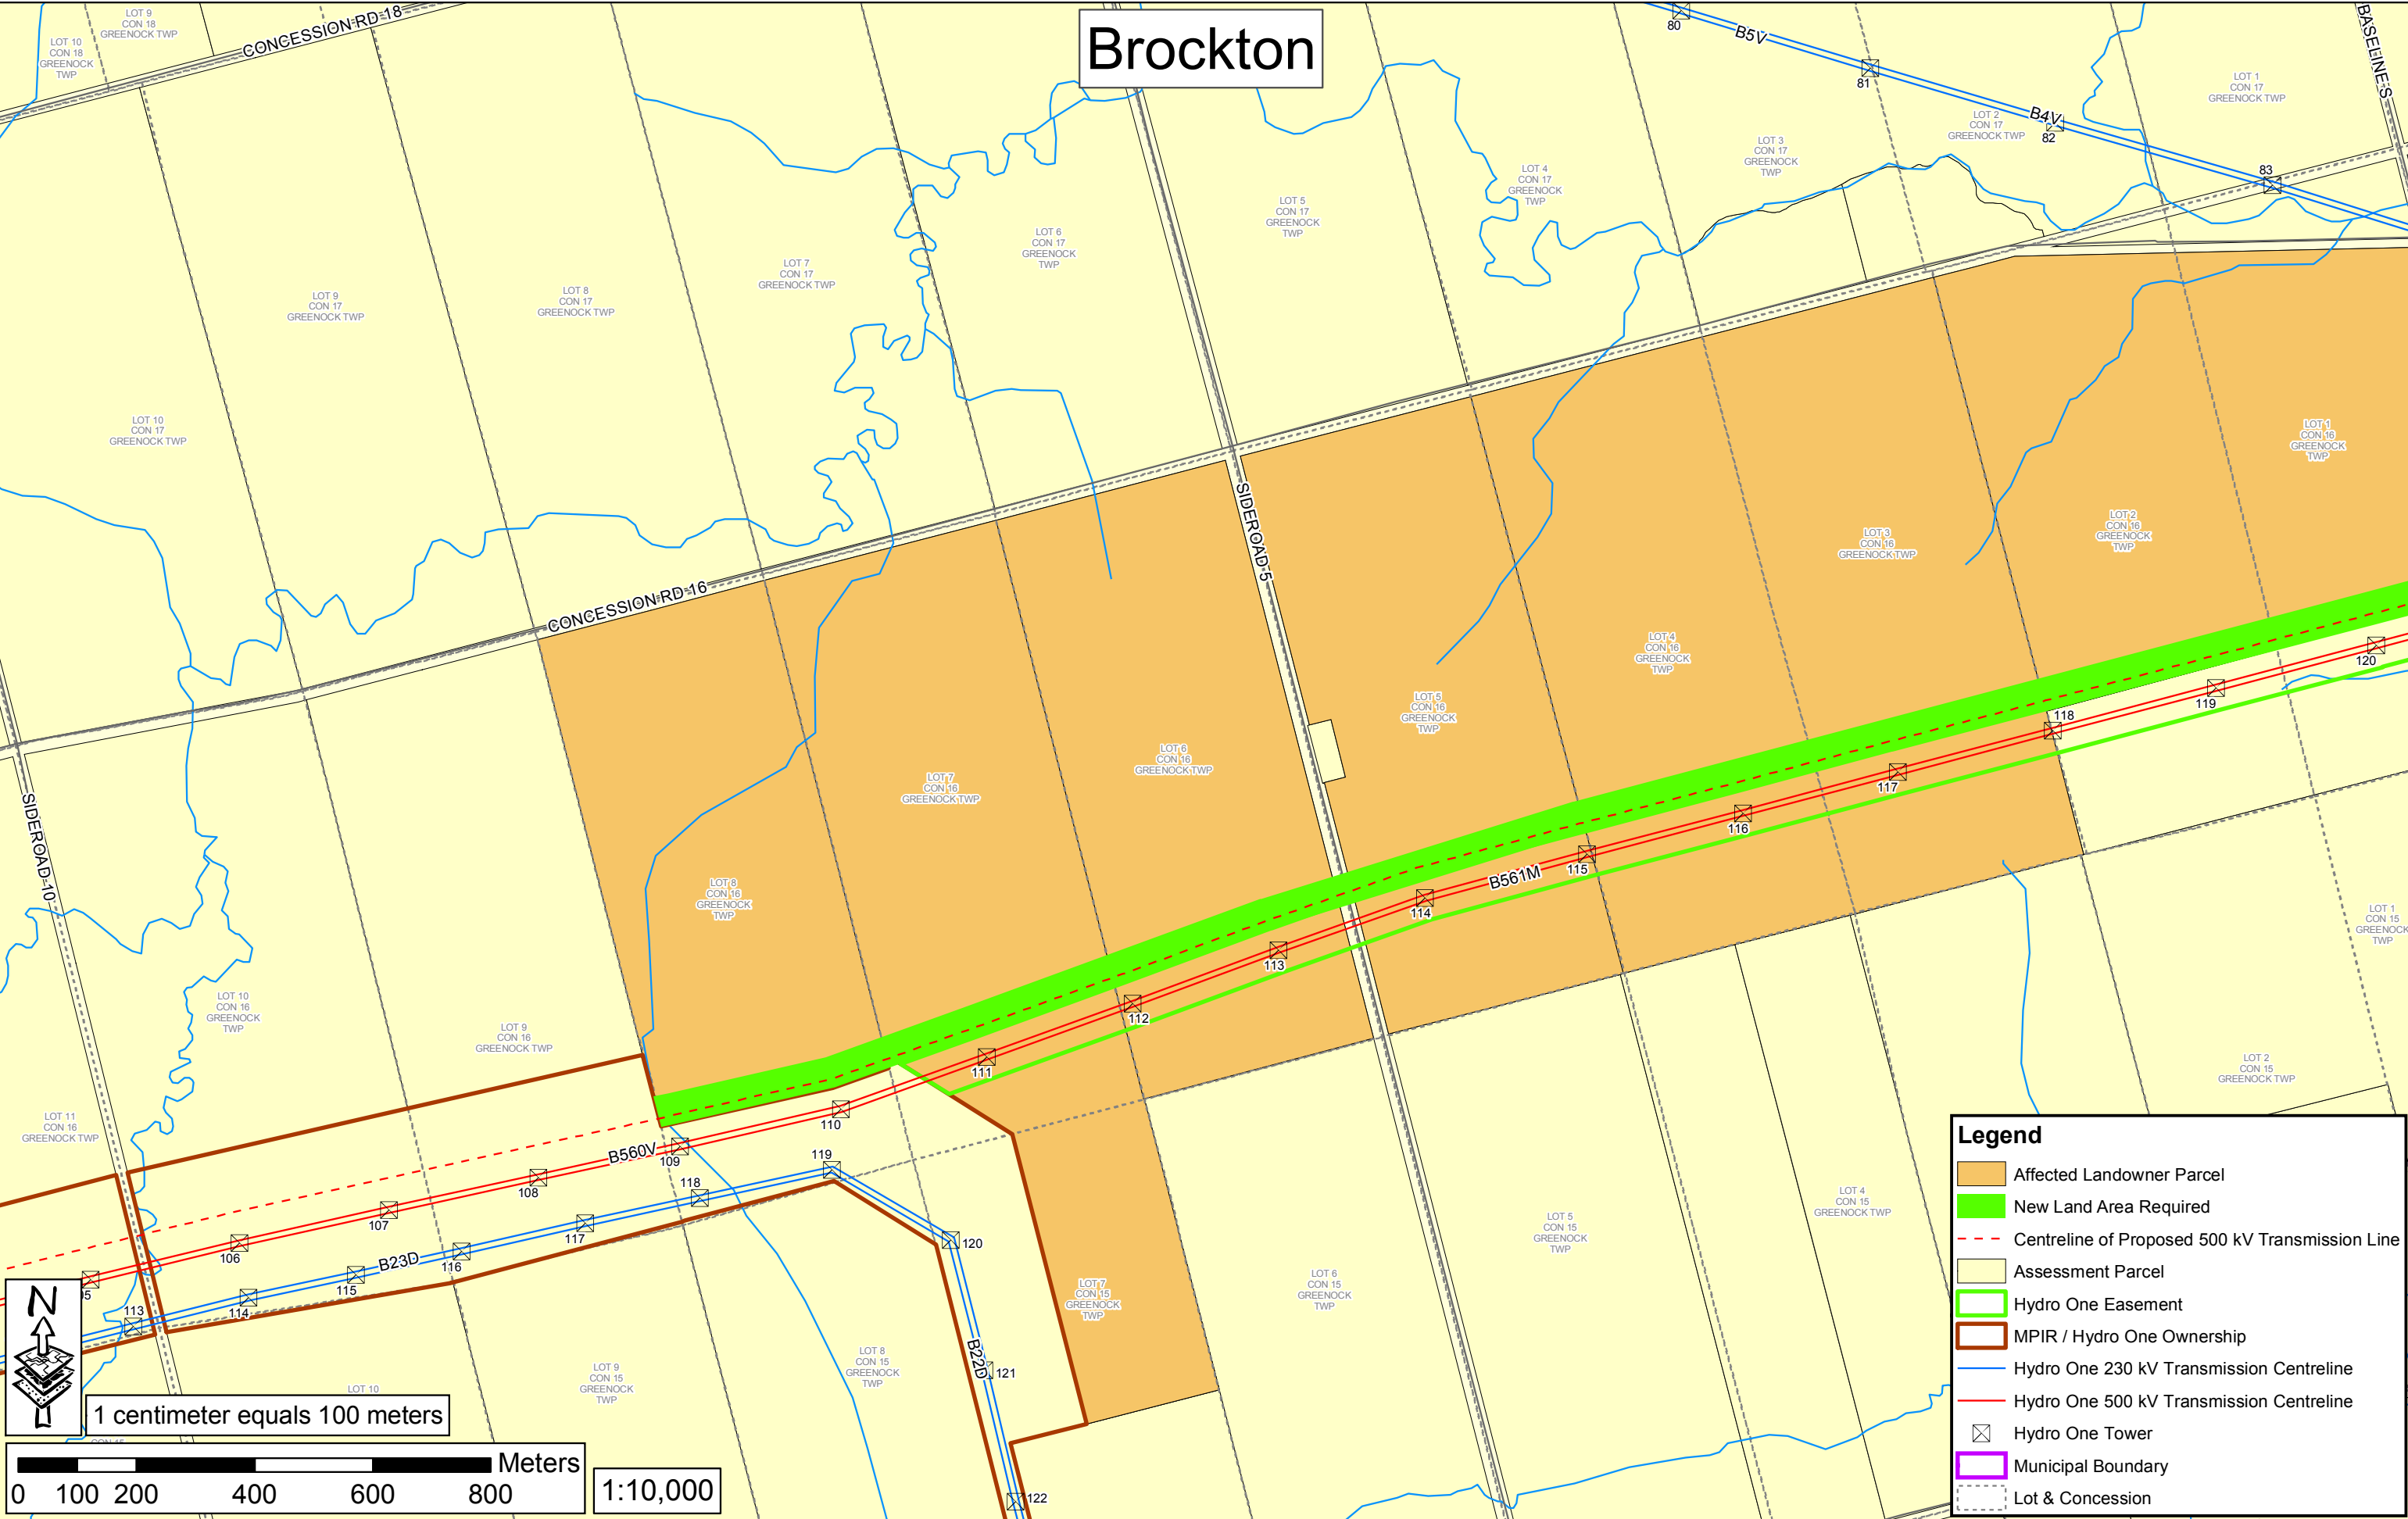 Brockton
LOT 9
CON 18
GREENOCK TWP
LOT 10
CON 18
GREENOCK
TWP
CONCESSION RD 18
80
B5V
81
B4V
82
83
BASELINE S
LOT 1
CON 17
GREENOCK TWP
LOT 2
CON 17
GREENOCK TWP
LOT 3
CON 17
GREENOCK
TWP
LOT 4
CON 17
GREENOCK
TWP
LOT 5
CON 17
GREENOCK
TWP
LOT 6
CON 17
GREENOCK
TWP
LOT 7
CON 17
GREENOCK TWP
LOT 8
CON 17
GREENOCK TWP
LOT 9
CON 17
GREENOCK TWP
LOT 10
CON 17
GREENOCK TWP
CONCESSION RD 16
SIDEROAD 5
SIDEROAD 10
LOT 1
CON 16
GREENOCK
TWP
LOT 2
CON 16
GREENOCK
TWP
LOT 3
CON 16
GREENOCK TWP
LOT 4
CON 16
GREENOCK
TWP
LOT 5
CON 16
GREENOCK
TWP
LOT 6
CON 16
GREENOCK TWP
LOT 7
CON 16
GREENOCK TWP
LOT 8
CON 16
GREENOCK
TWP
LOT 9
CON 16
GREENOCK TWP
LOT 10
CON 16
GREENOCK
TWP
LOT 11
CON 16
GREENOCK TWP
120
119
118
117
116
115
B561M
114
113
112
111
110
109
B560V
108
107
106
05
119
118
117
116
B23D
115
114
113
120
B22D
121
122
LOT 1
CON 15
GREENOCK
TWP
LOT 2
CON 15
GREENOCK TWP
LOT 4
CON 15
GREENOCK TWP
LOT 5
CON 15
GREENOCK
TWP
LOT 6
CON 15
GREENOCK
TWP
LOT 7
CON 15
GREENOCK
TWP
LOT 8
CON 15
GREENOCK
TWP
LOT 9
CON 15
GREENOCK
TWP
LOT 10
N
1 centimeter equals 100 meters
Meters
0 100 200 400 600 800
1:10,000
Legend
Affected Landowner Parcel
New Land Area Required
Centreline of Proposed 500 kV Transmission Line
Assessment Parcel
Hydro One Easement
MPIR / Hydro One Ownership
Hydro One 230 kV Transmission Centreline
Hydro One 500 kV Transmission Centreline
Hydro One Tower
Municipal Boundary
Lot & Concession